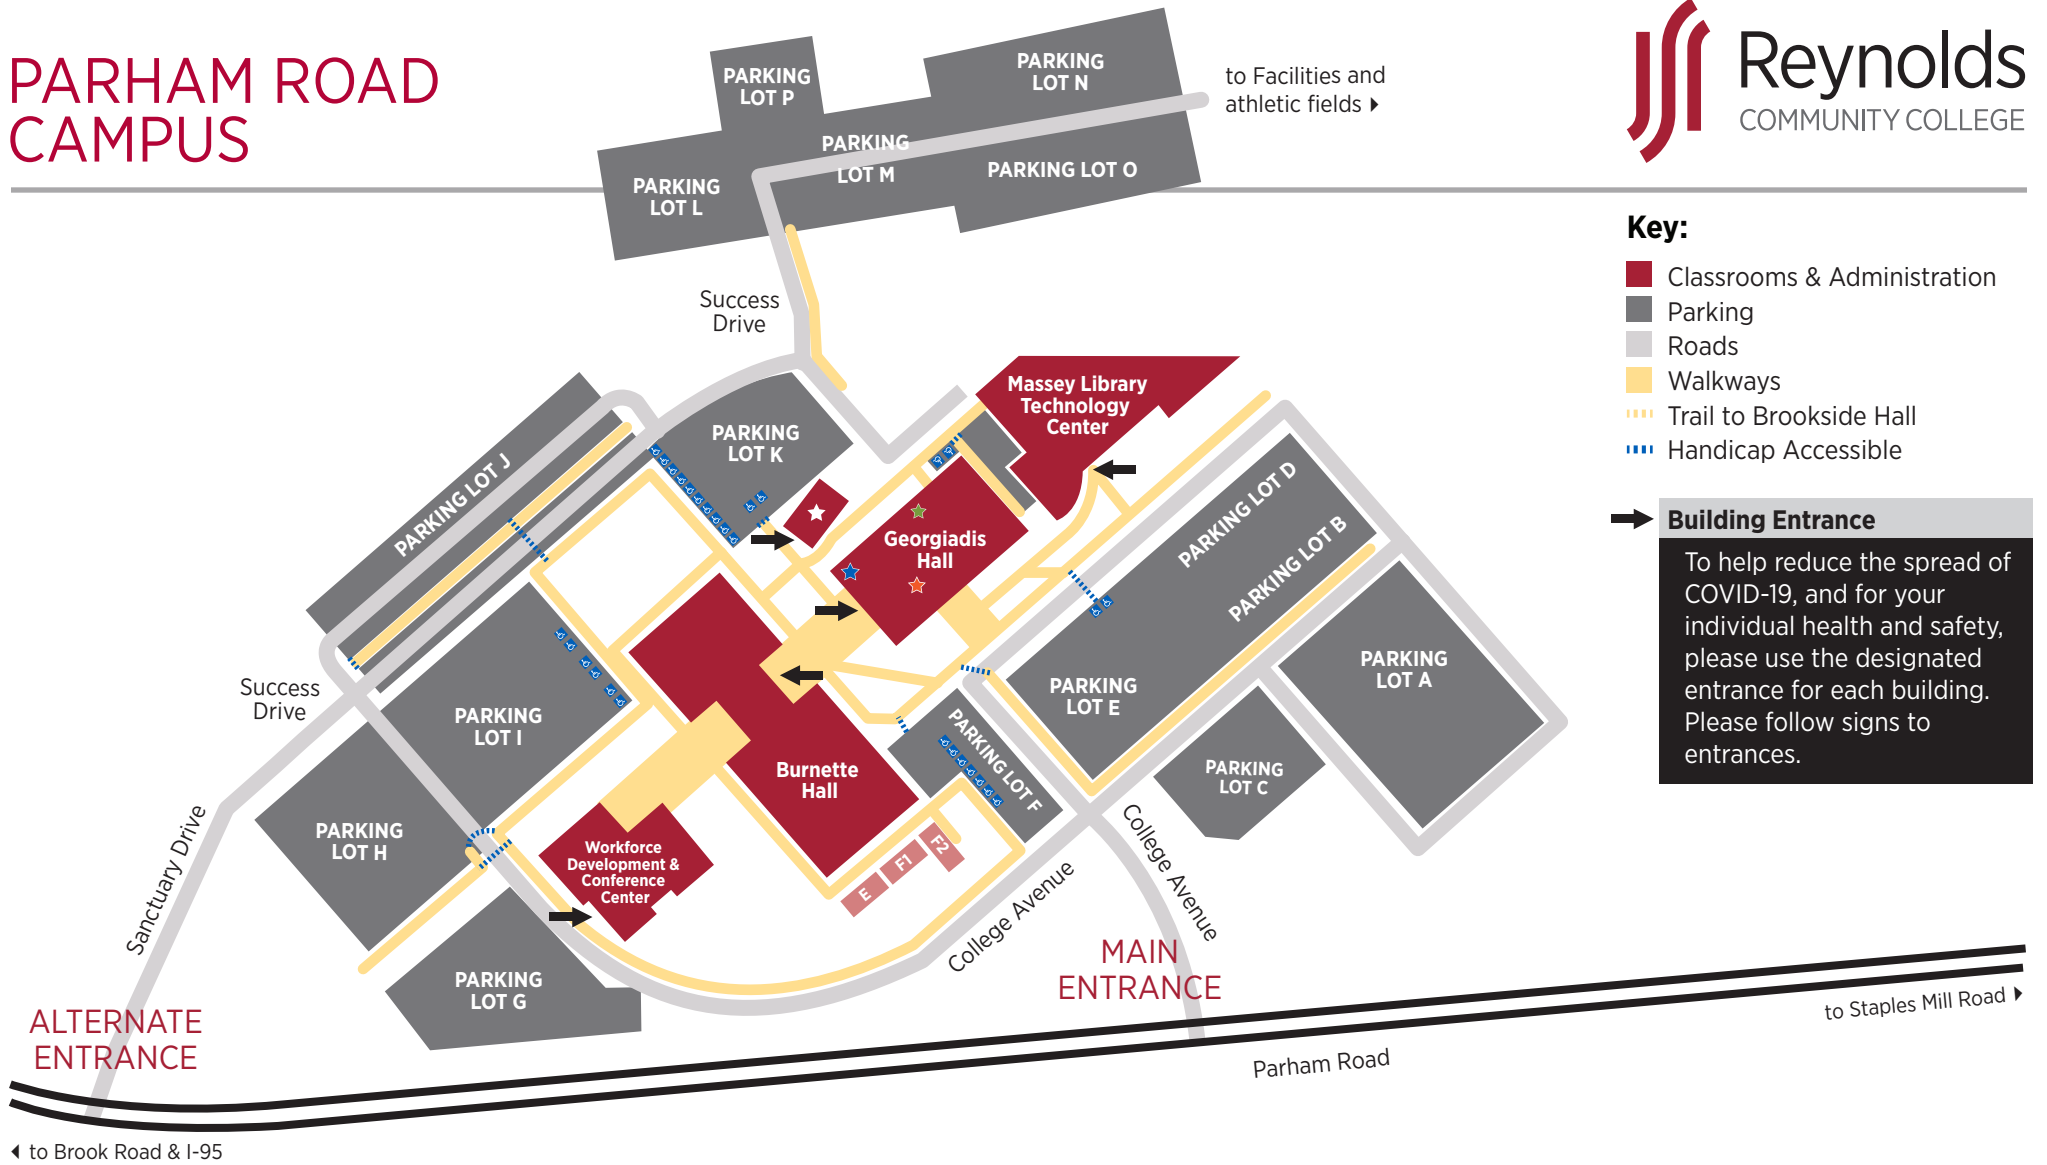 PARHAM ROAD
CAMPUS
Reynolds
COMMUNITY COLLEGE
PARKING
LOT P
PARKING
LOT N
to Facilities and
athletic fields
PARKING
LOT M
PARKING LOT O
PARKING
LOT L
Key:
Classrooms & Administration
Parking
Roads
Walkways
Trail to Brookside Hall
Handicap Accessible
Building Entrance
To help reduce the spread of
COVID-19, and for your
individual health and safety,
please use the designated
entrance for each building.
Please follow signs to
entrances.
Success
Drive
Massey Library
Technology
Center
PARKING
LOT K
PARKING LOT J
Georgiadis
Hall
PARKING LOT D
PARKING LOT B
PARKING
LOT A
PARKING
LOT E
Success
Drive
PARKING
LOT I
PARKING LOT F
PARKING
LOT C
Burnette
Hall
PARKING
LOT H
Workforce
Development &
Conference
Center
E
F1
F2
Sanctuary Drive
College Avenue
College Avenue
PARKING
LOT G
MAIN
ENTRANCE
ALTERNATE
ENTRANCE
to Staples Mill Road
Parham Road
to Brook Road & I-95